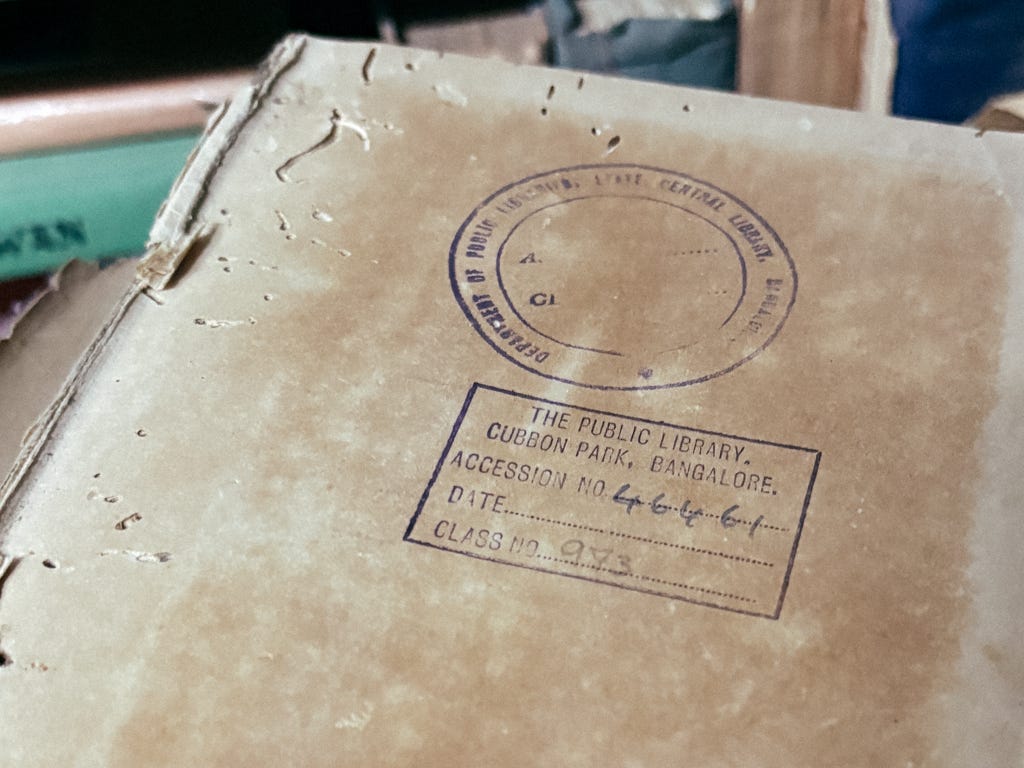 WEN
DEPARTMENT OF PUBLIC LIBRARIES, STATE CENTRAL LIBRARY, BANGALORE
A.
Cl
THE PUBLIC LIBRARY.
CUBBON PARK, BANGALORE.
ACCESSION NO 46461
DATE
CLASS NO 973